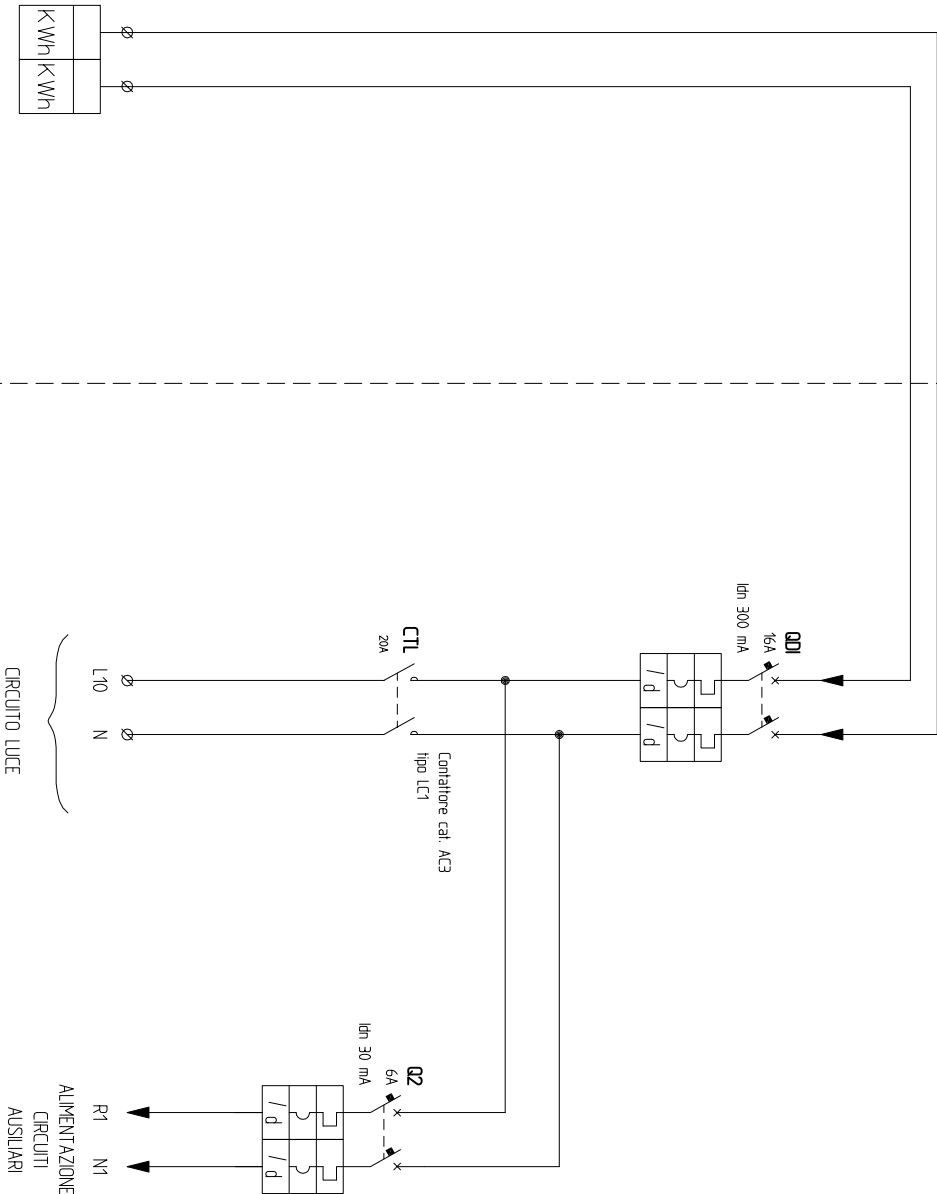 KWh
KWh
QDI
16A
Idn 300 mA
I d
I d
CTL
20A
Contattore cat. AC3
tipo LC1
L10
N
CIRCUITO LUCE
Q2
6A
Idn 30 mA
I d
I d
R1
N1
ALIMENTAZIONE
CIRCUITI
AUSILIARI